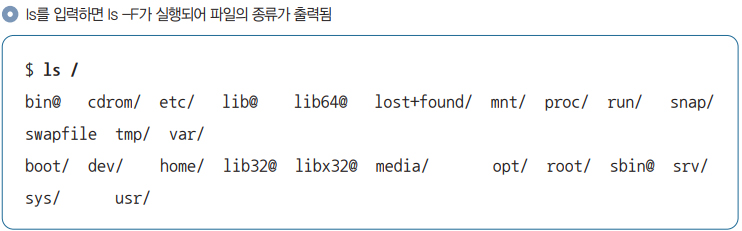 ls를 입력하면 ls –F가 실행되어 파일의 종류가 출력됨
$ ls /
bin@ cdrom/ etc/ lib@ lib64@ lost+found/ mnt/ proc/ run/ snap/
swapfile tmp/ var/
boot/ dev/ home/ lib32@ libx32@ media/ opt/ root/ sbin@ srv/
sys/ usr/